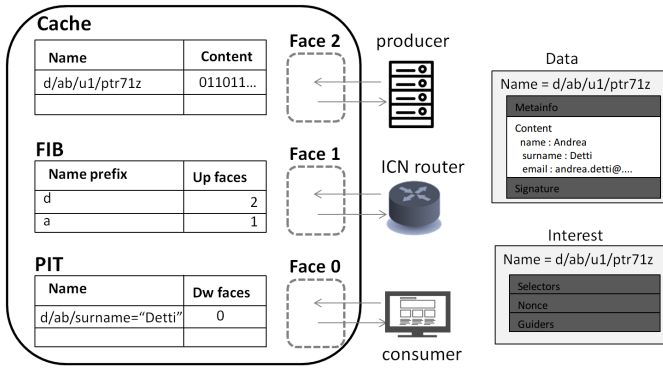 Cache
Name Content
d/ab/u1/ptr71z 011011...
FIB
Name prefix Up faces
d 2
a 1
PIT
Name Dw faces
d/ab/surname=“Detti” 0
Face 2
Face 1
Face 0
producer
ICN router
consumer
Data
Name = d/ab/u1/ptr71z
Metainfo
Content
name : Andrea
surname : Detti
email : andrea.detti@....
Signature
Interest
Name = d/ab/u1/ptr71z
Selectors
Nonce
Guiders